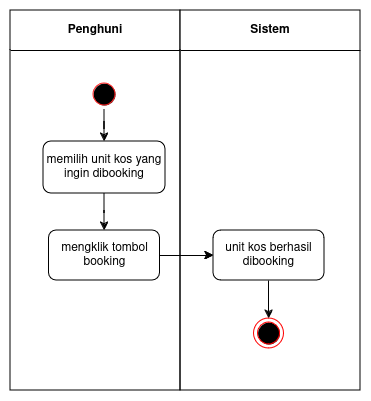 Penghuni
Sistem
memilih unit kos yang
ingin dibooking
mengklik tombol
booking
unit kos berhasil
dibooking